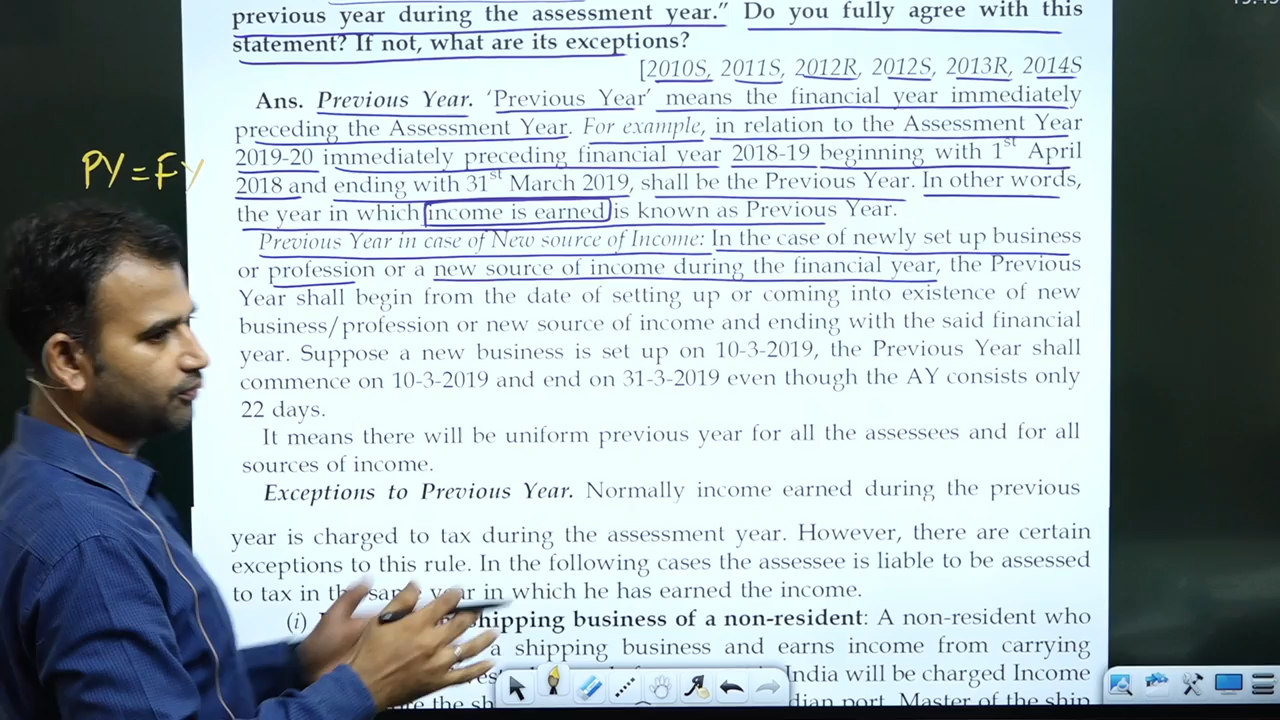 previous year during the assessment year." Do you fully agree with this
statement? If not, what are its exceptions?
[2010S, 2011S, 2012R, 2012S, 2013R, 2014S
Ans. Previous Year. 'Previous Year' means the financial year immediately
preceding the Assessment Year. For example, in relation to the Assessment Year
2019-20 immediately preceding financial year 2018-19 beginning with 1st April
2018 and ending with 31st March 2019, shall be the Previous Year. In other words,
the year in which income is earned is known as Previous Year.
PY = FY
Previous Year in case of New source of Income: In the case of newly set up business
or profession or a new source of income during the financial year, the Previous
Year shall begin from the date of setting up or coming into existence of new
business/profession or new source of income and ending with the said financial
year. Suppose a new business is set up on 10-3-2019, the Previous Year shall
commence on 10-3-2019 and end on 31-3-2019 even though the AY consists only
22 days.
It means there will be uniform previous year for all the assessees and for all
sources of income.
Exceptions to Previous Year. Normally income earned during the previous
year is charged to tax during the assessment year. However, there are certain
exceptions to this rule. In the following cases the assessee is liable to be assessed
to tax in the same year in which he has earned the income.
(i) shipping business of a non-resident: A non-resident who
a shipping business and earns income from carrying
India will be charged Income
the sh dian port. Master of the ship